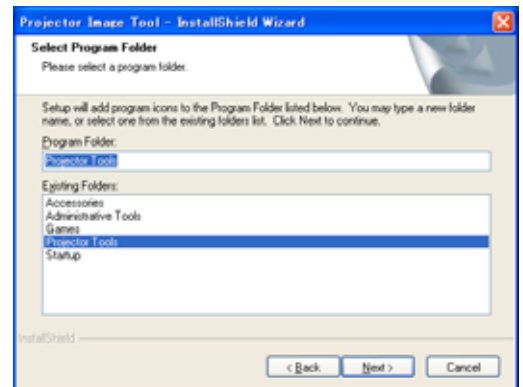 Projector Image Tool - InstallShield Wizard
Select Program Folder
Please select a program folder.
Setup will add program icons to the Program Folder listed below. You may type a new folder
name, or select one from the existing folders list. Click Next to continue.
Program Folder:
Projector Tools
Existing Folders:
Accessories
Administrative Tools
Games
Projector Tools
Startup
InstallShield
< Back
Next >
Cancel